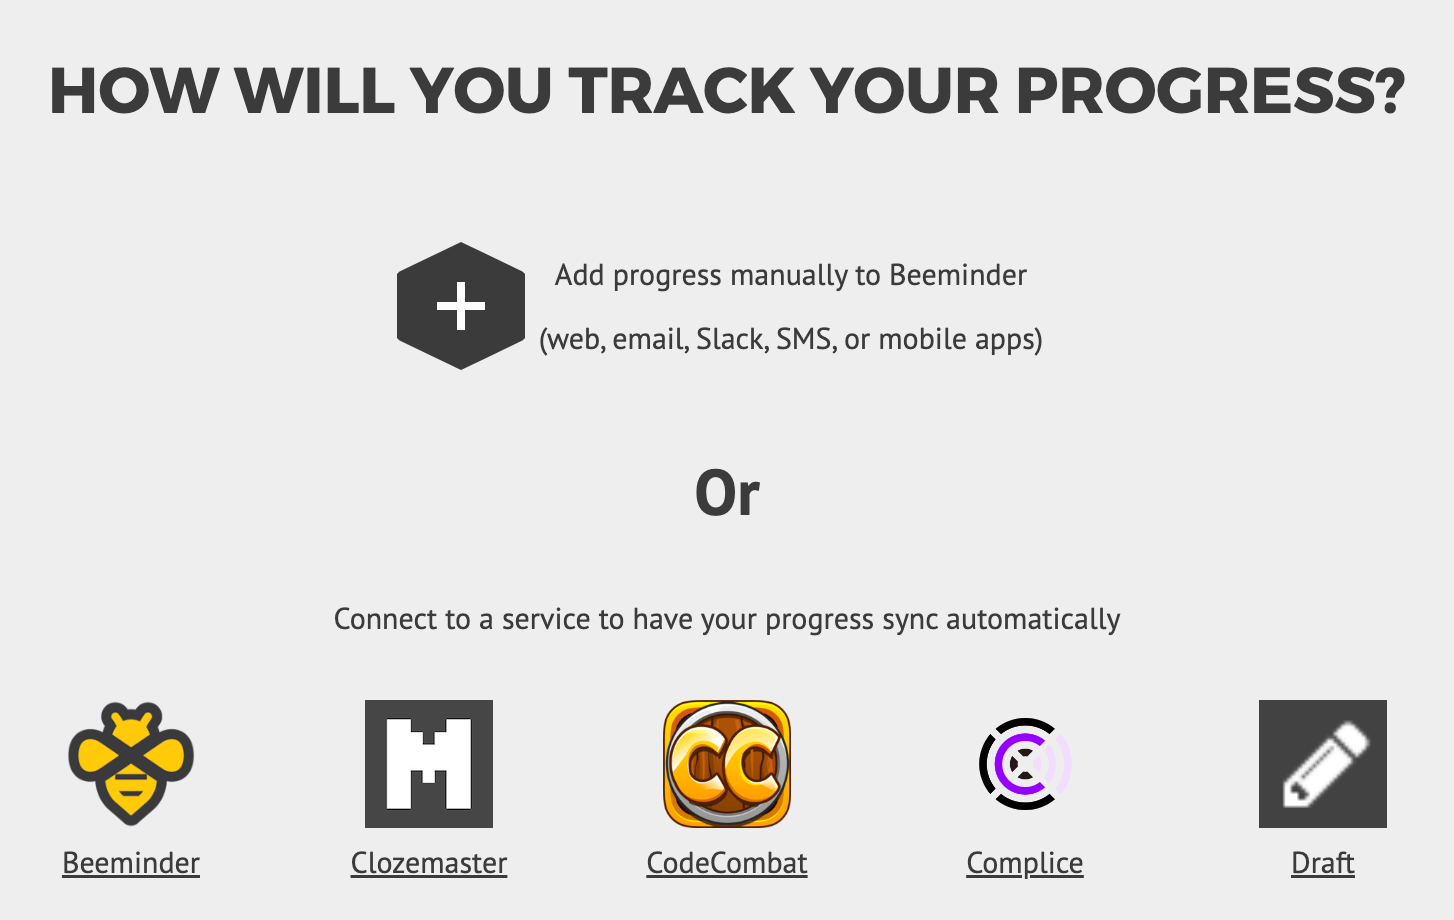 HOW WILL YOU TRACK YOUR PROGRESS?
Add progress manually to Beeminder
(web, email, Slack, SMS, or mobile apps)
Or
Connect to a service to have your progress sync automatically
M
CC
C
Beeminder
Clozemaster
CodeCombat
Complice
Draft